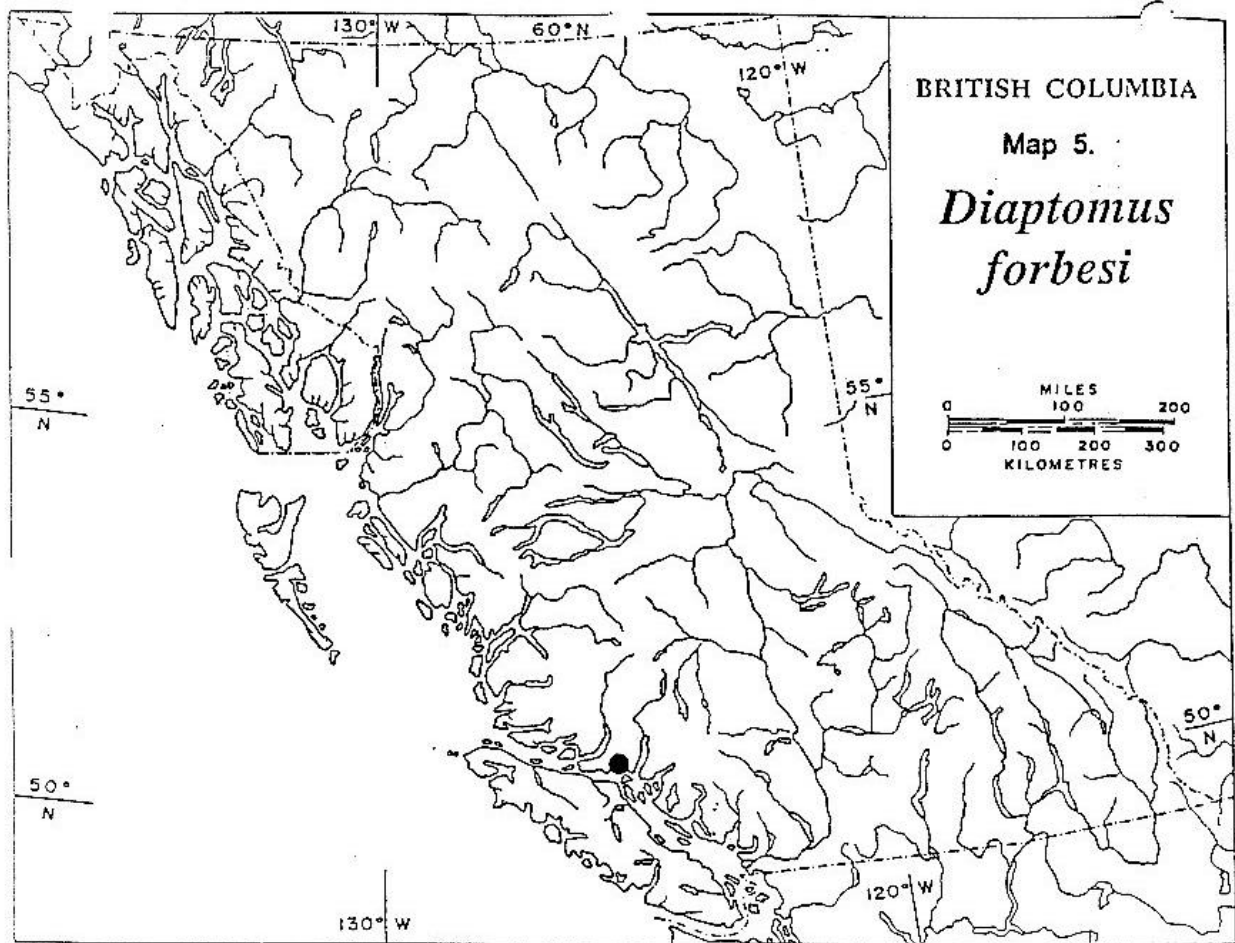 130° W
60° N
120° W
BRITISH COLUMBIA
Map 5.
Diaptomus
forbesi
MILES
0 100 200
0 100 200 300
KILOMETRES
55°
N
55°
N
50°
N
50°
N
130° W
120° W